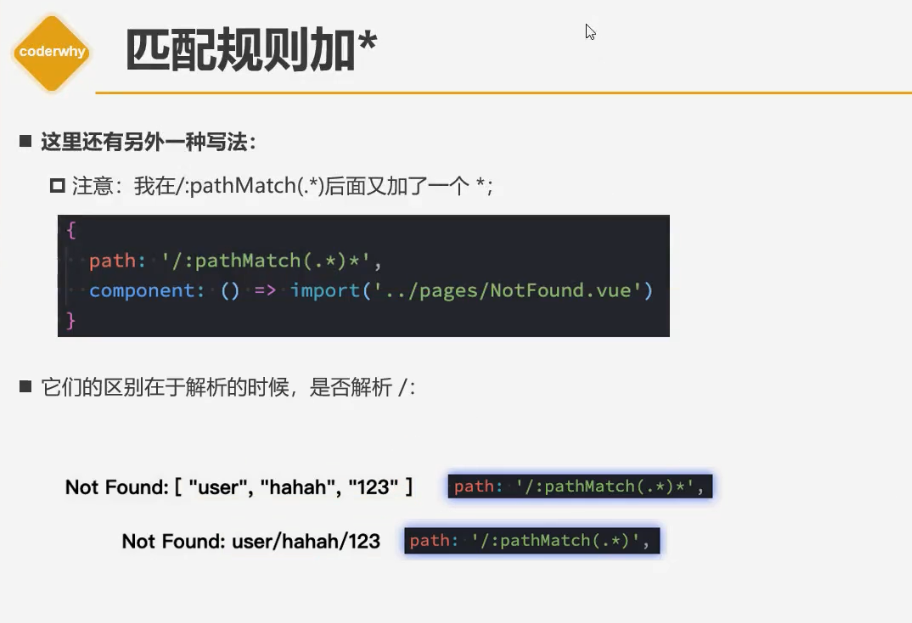 coderwhy
匹配规则加*
这里还有另外一种写法：
注意：我在/:pathMatch(.*)后面又加了一个 *;
{
path: '/:pathMatch(.*)*',
component: () => import('../pages/NotFound.vue')
}
它们的区别在于解析的时候，是否解析 /:
Not Found: [ "user", "hahah", "123" ] path: '/:pathMatch(.*)*',
Not Found: user/hahah/123 path: '/:pathMatch(.*)',